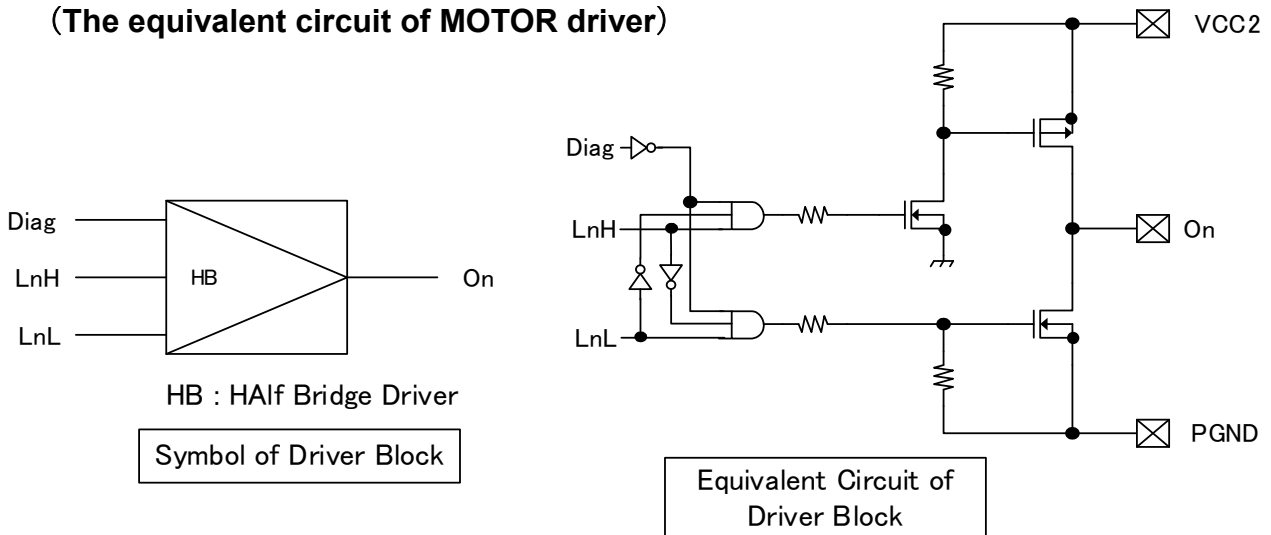 (The equivalent circuit of MOTOR driver)
VCC2
Diag
LnH
LnL
HB
On
HB : HAlf Bridge Driver
Symbol of Driver Block
Diag
LnH
LnL
On
PGND
Equivalent Circuit of
Driver Block